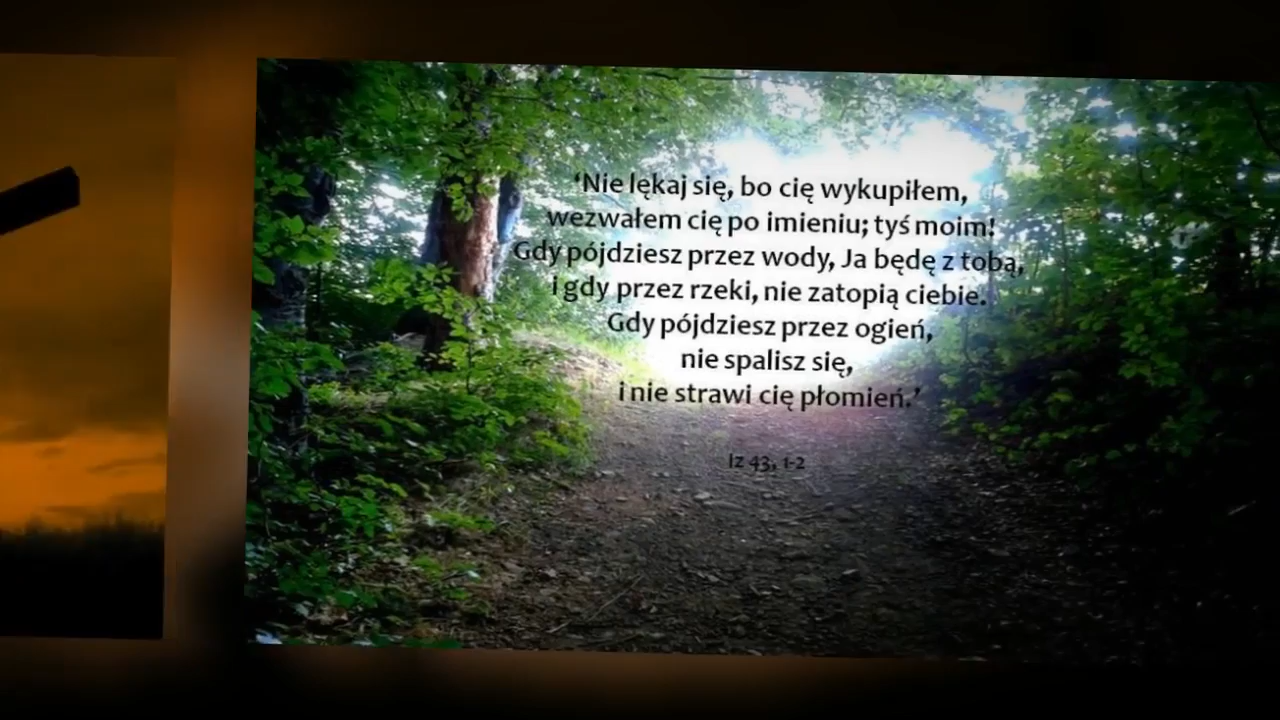 ‘Nie lękaj się, bo cię wykupiłem,
wezwałem cię po imieniu; tyś moim!
Gdy pójdziesz przez wody, Ja będę z tobą,
i gdy przez rzeki, nie zatopią ciebie.
Gdy pójdziesz przez ogień,
nie spalisz się,
i nie strawi cię płomień.’
Iz 43, 1-2